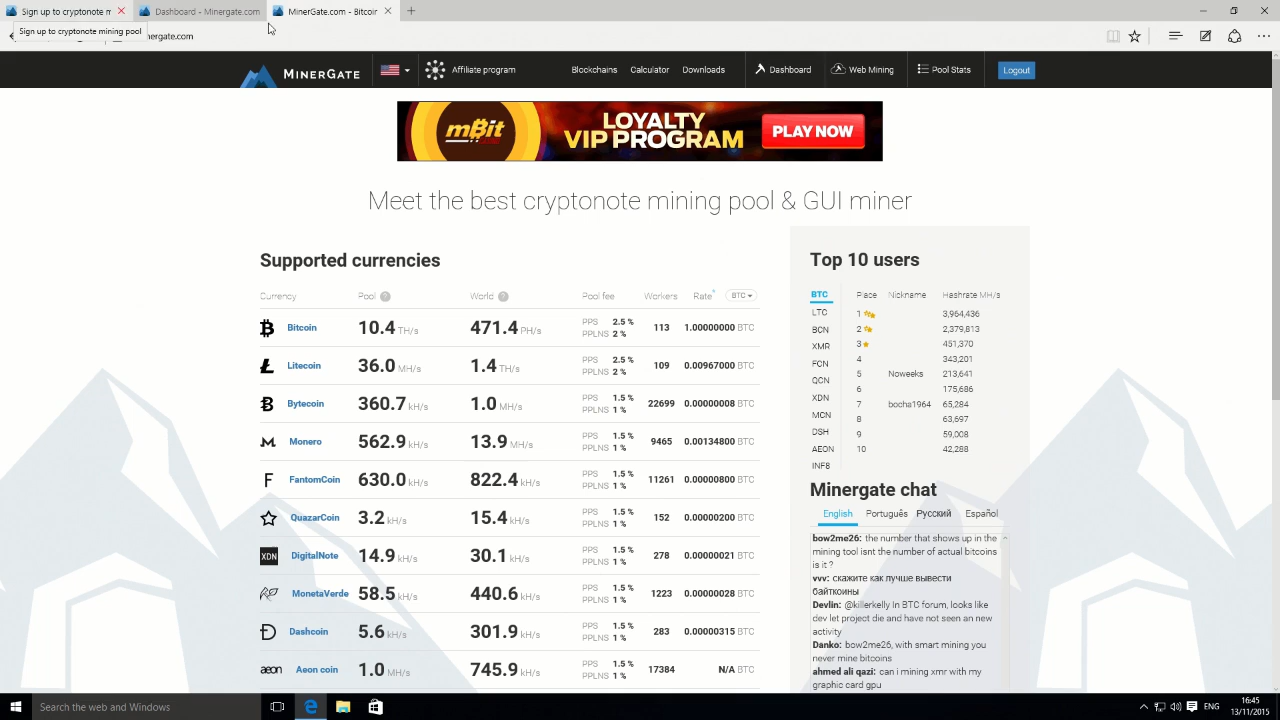 Sign up to cryptonote m
Dashboard - Minergate.com
MinerGate.com - Bitcoin
Sign up to cryptonote mining pool
nergate.com
MINERGATE
Affiliate program
Blockchains
Calculator
Downloads
Dashboard
Web Mining
Pool Stats
Logout
mBit
LOYALTY
VIP PROGRAM
PLAY NOW
Meet the best cryptonote mining pool & GUI miner
Supported currencies
Currency Pool ? World ? Pool fee Workers Rate* BTC
Bitcoin 10.4 TH/s 471.4 PH/s PPS 2.5 % PPLNS 2 % 113 1.00000000 BTC
Litecoin 36.0 MH/s 1.4 TH/s PPS 2.5 % PPLNS 2 % 109 0.00967000 BTC
Bytecoin 360.7 kH/s 1.0 MH/s PPS 1.5 % PPLNS 1 % 22699 0.00000008 BTC
Monero 562.9 kH/s 13.9 MH/s PPS 1.5 % PPLNS 1 % 9465 0.00134800 BTC
FantomCoin 630.0 kH/s 822.4 kH/s PPS 1.5 % PPLNS 1 % 11261 0.00000800 BTC
QuazarCoin 3.2 kH/s 15.4 kH/s PPS 1.5 % PPLNS 1 % 152 0.00000200 BTC
XDN DigitalNote 14.9 kH/s 30.1 kH/s PPS 1.5 % PPLNS 1 % 278 0.00000021 BTC
MonetaVerde 58.5 kH/s 440.6 kH/s PPS 1.5 % PPLNS 1 % 1223 0.00000028 BTC
Dashcoin 5.6 kH/s 301.9 kH/s PPS 1.5 % PPLNS 1 % 283 0.00000315 BTC
aeon Aeon coin 1.0 MH/s 745.9 kH/s PPS 1.5 % PPLNS 1 % 17384 N/A BTC
Top 10 users
BTC
LTC
BCN
XMR
FCN
QCN
XDN
MCN
DSH
AEON
INF8
Place Nickname Hashrate MH/s
1 3,964,436
2 2,379,813
3 451,370
4 343,201
5 Noweeks 213,641
6 175,686
7 bocha1964 65,284
8 63,697
9 59,008
10 42,288
Minergate chat
English Português Русский Español
bow2me26: the number that shows up in the
mining tool isnt the number of actual bitcoins
is it ?
vvv: скажите как лучше вывести
байткоины
Devlin: @killerkelly In BTC forum, looks like
dev let project die and have not seen an new
activity
Danko: bow2me26, with smart mining you
never mine bitcoins
ahmed ali qazi: can i mining xmr with my
graphic card gpu
Search the web and Windows
ENG
16:45
13/11/2015